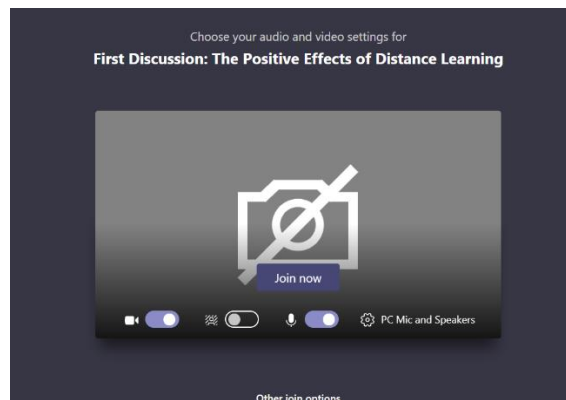 Choose your audio and video settings for
First Discussion: The Positive Effects of Distance Learning
Join now
PC Mic and Speakers
Other join options